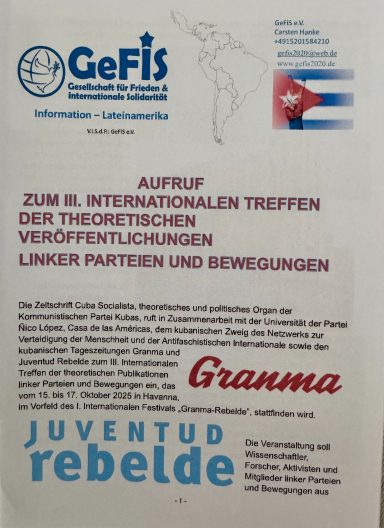 GeFiS
Gesellschaft für Frieden &
internationale Solidarität
Information – Lateinamerika
V.i.S.d.P.: GeFiS e.V.
GeFiS e.V.
Carsten Hanke
+4915201584210
gefis2020@web.de
www.gefis2020.de
AUFRUF
ZUM III. INTERNATIONALEN TREFFEN
DER THEORETISCHEN
VERÖFFENTLICHUNGEN
LINKER PARTEIEN UND BEWEGUNGEN
Die Zeitschrift Cuba Socialista, theoretisches und politisches Organ der
Kommunistischen Partei Kubas, ruft in Zusammenarbeit mit der Universität der Partei
Ñico López, Casa de las Américas, dem kubanischen Zweig des Netzwerks zur
Verteidigung der Menschheit und der Antifaschistischen Internationale sowie den
kubanischen Tageszeitungen Granma und
Juventud Rebelde zum III. Internationalen
Treffen der theoretischen Publikationen
linker Parteien und Bewegungen ein, das
vom 15. bis 17. Oktober 2025 in Havanna,
im Vorfeld des I. Internationalen Festivals „Granma-Rebelde", stattfinden wird.
Granma
JUVENTUD
rebelde
Die Veranstaltung soll
Wissenschaftler,
Forscher, Aktivisten und
Mitglieder linker Parteien
und Bewegungen aus
- 1 -